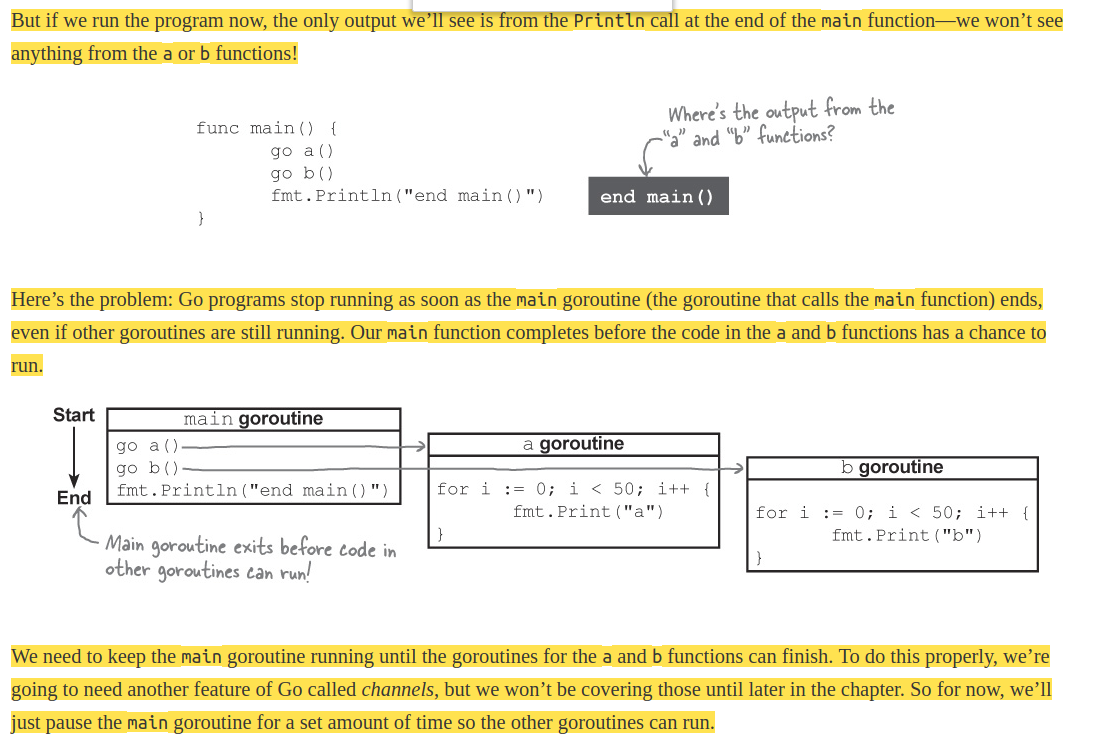 But if we run the program now, the only output we’ll see is from the Println call at the end of the main function—we won’t see
anything from the a or b functions!
Where's the output from the
"a" and "b" functions?
func main() {
go a()
go b()
fmt.Println("end main()")
}
end main()
Here’s the problem: Go programs stop running as soon as the main goroutine (the goroutine that calls the main function) ends,
even if other goroutines are still running. Our main function completes before the code in the a and b functions has a chance to
run.
Start
End
main goroutine
go a()
go b()
fmt.Println("end main()")
Main goroutine exits before code in
other goroutines can run!
a goroutine
for i := 0; i < 50; i++ {
fmt.Print("a")
}
b goroutine
for i := 0; i < 50; i++ {
fmt.Print("b")
}
We need to keep the main goroutine running until the goroutines for the a and b functions can finish. To do this properly, we’re
going to need another feature of Go called channels, but we won’t be covering those until later in the chapter. So for now, we’ll
just pause the main goroutine for a set amount of time so the other goroutines can run.